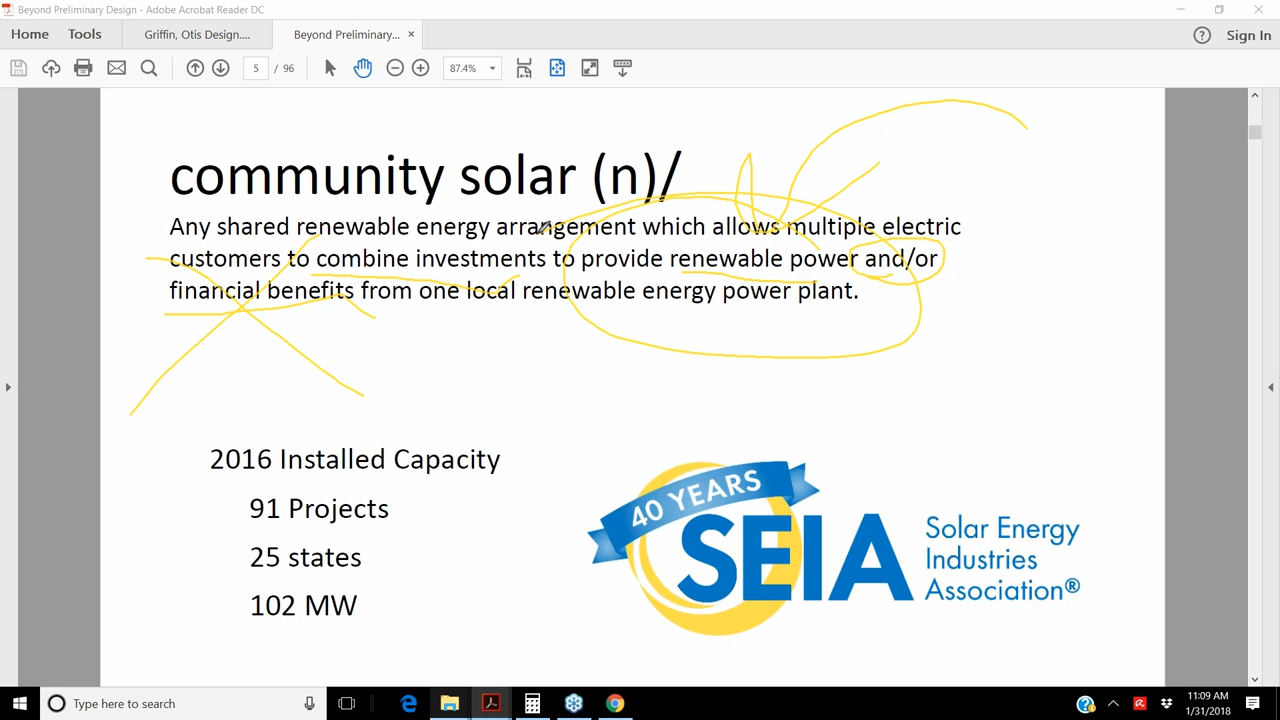 Beyond Preliminary Design - Adobe Acrobat Reader DC
Home Tools Griffin, Otis Design.... Beyond Preliminary... × Sign In
5 / 96 87.4%
community solar (n)/
Any shared renewable energy arrangement which allows multiple electric
customers to combine investments to provide renewable power and/or
financial benefits from one local renewable energy power plant.
2016 Installed Capacity
91 Projects
25 states
102 MW
40 YEARS
SEIA
Solar Energy
Industries
Association®
Type here to search
11:09 AM
1/31/2018